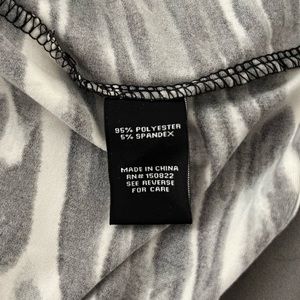 95% POLYESTER
5% SPANDEX
MADE IN CHINA
RN# 150822
SEE REVERSE
FOR CARE